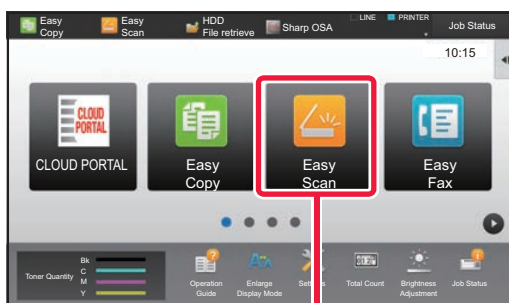 Easy
Copy
Easy
Scan
HDD
File retrieve
Sharp OSA
LINE
PRINTER
Job Status
10:15
CLOUD
PORTAL
CLOUD PORTAL
Easy
Copy
Easy
Scan
Easy
Fax
Toner Quantity
Bk
C
M
Y
Operation
Guide
Enlarge
Display Mode
Settings
Total Count
Brightness
Adjustment
Job Status